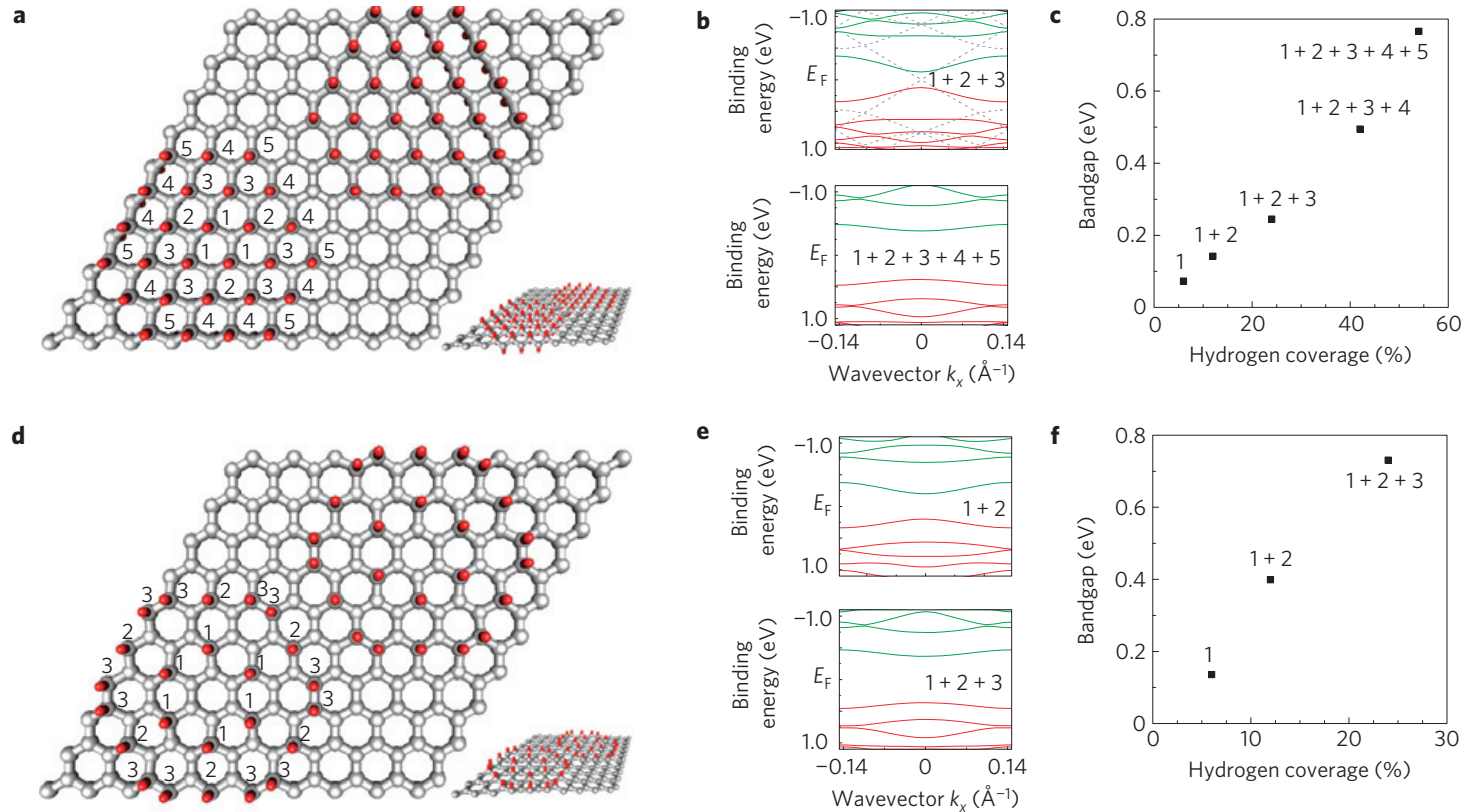 a
5 4 5
4 3 3 4
4 2 1 2 4
5 3 1 1 3 5
4 3 2 3 4
5 4 4 5
b
−1.0
E_F
1.0
Binding energy (eV)
1 + 2 + 3
−1.0
E_F
1.0
Binding energy (eV)
1 + 2 + 3 + 4 + 5
−0.14 0 0.14
Wavevector k_x (Å⁻¹)
c
0.8
0.6
0.4
0.2
0
Bandgap (eV)
1 + 2 + 3 + 4 + 5
1 + 2 + 3 + 4
1 + 2 + 3
1 + 2
1
0 20 40 60
Hydrogen coverage (%)
d
3 3 2 3 3
2 1 2
3 1 1 3
3 1 1 3
2 1 2
3 3 2 3 3
e
−1.0
E_F
1.0
Binding energy (eV)
1 + 2
−1.0
E_F
1.0
Binding energy (eV)
1 + 2 + 3
−0.14 0 0.14
Wavevector k_x (Å⁻¹)
f
0.8
0.6
0.4
0.2
0
Bandgap (eV)
1 + 2 + 3
1 + 2
1
0 10 20 30
Hydrogen coverage (%)